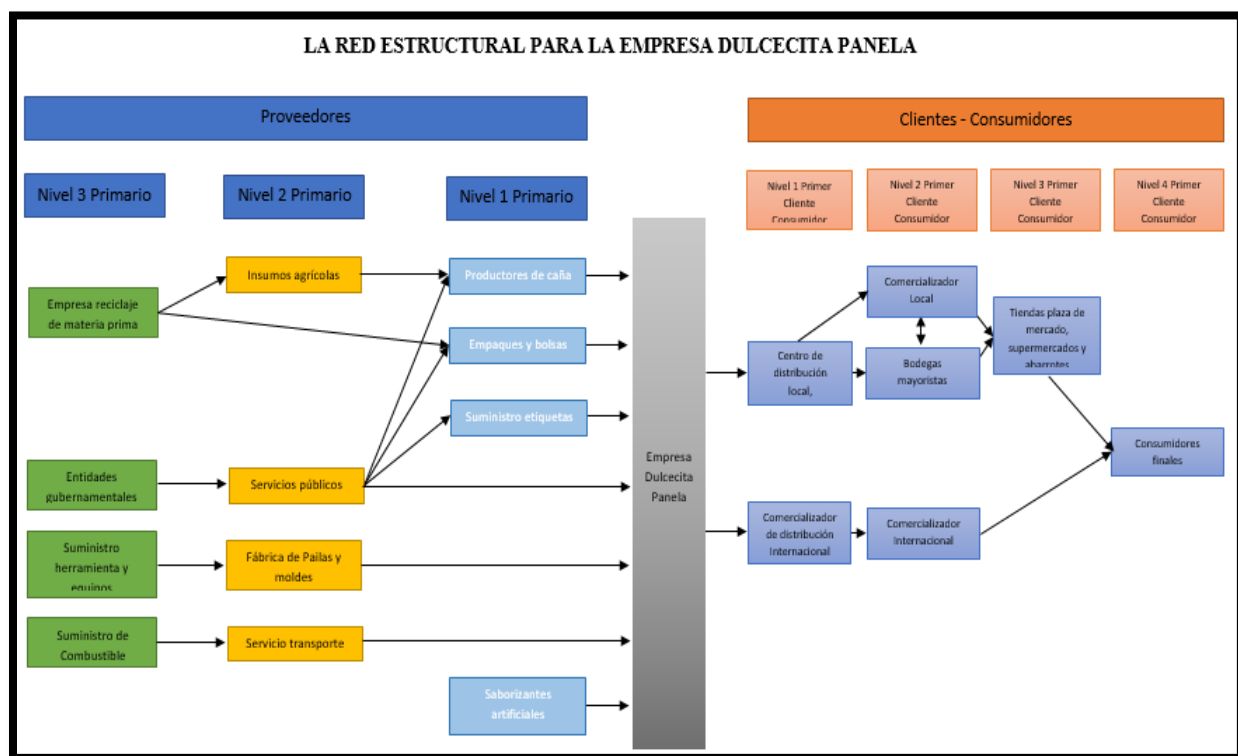 LA RED ESTRUCTURAL PARA LA EMPRESA DULCECITA PANELA
Proveedores
Clientes - Consumidores
Nivel 3 Primario
Nivel 2 Primario
Nivel 1 Primario
Nivel 1 Primer
Cliente
Consumidor
Nivel 2 Primer
Cliente
Consumidor
Nivel 3 Primer
Cliente
Consumidor
Nivel 4 Primer
Cliente
Consumidor
Empresa reciclaje
de materia prima
Entidades
gubernamentales
Suministro
herramienta y
equipos
Suministro de
Combustible
Insumos agrícolas
Servicios públicos
Fábrica de Pailas y
moldes
Servicio transporte
Productores de caña
Empaques y bolsas
Suministro etiquetas
Saborizantes
artificiales
Empresa
Dulcecita
Panela
Centro de
distribución
local,
Comercializador
de distribución
Internacional
Comercializador
Local
Bodegas
mayoristas
Comercializador
Internacional
Tiendas plaza de
mercado,
supermercados y
abarrotes
Consumidores
finales